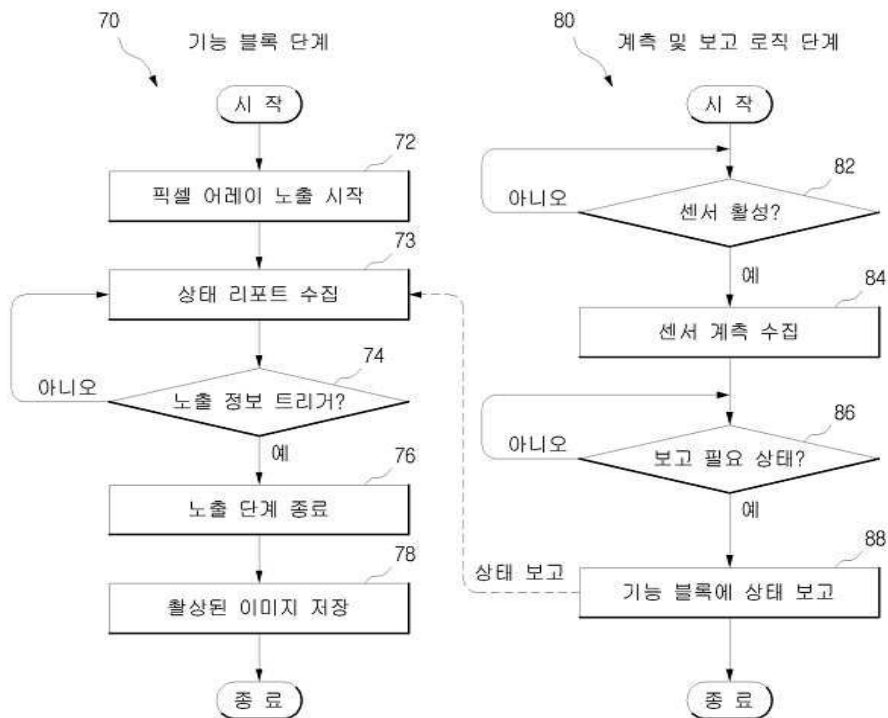 70
기능 블록 단계
시 작
72
픽셀 어레이 노출 시작
73
상태 리포트 수집
74
아니오
노출 정보 트리거?
예
76
노출 단계 종료
78
촬상된 이미지 저장
종 료
80
계측 및 보고 로직 단계
시 작
82
아니오
센서 활성?
예
84
센서 계측 수집
86
아니오
보고 필요 상태?
예
88
상태 보고
기능 블록에 상태 보고
종 료